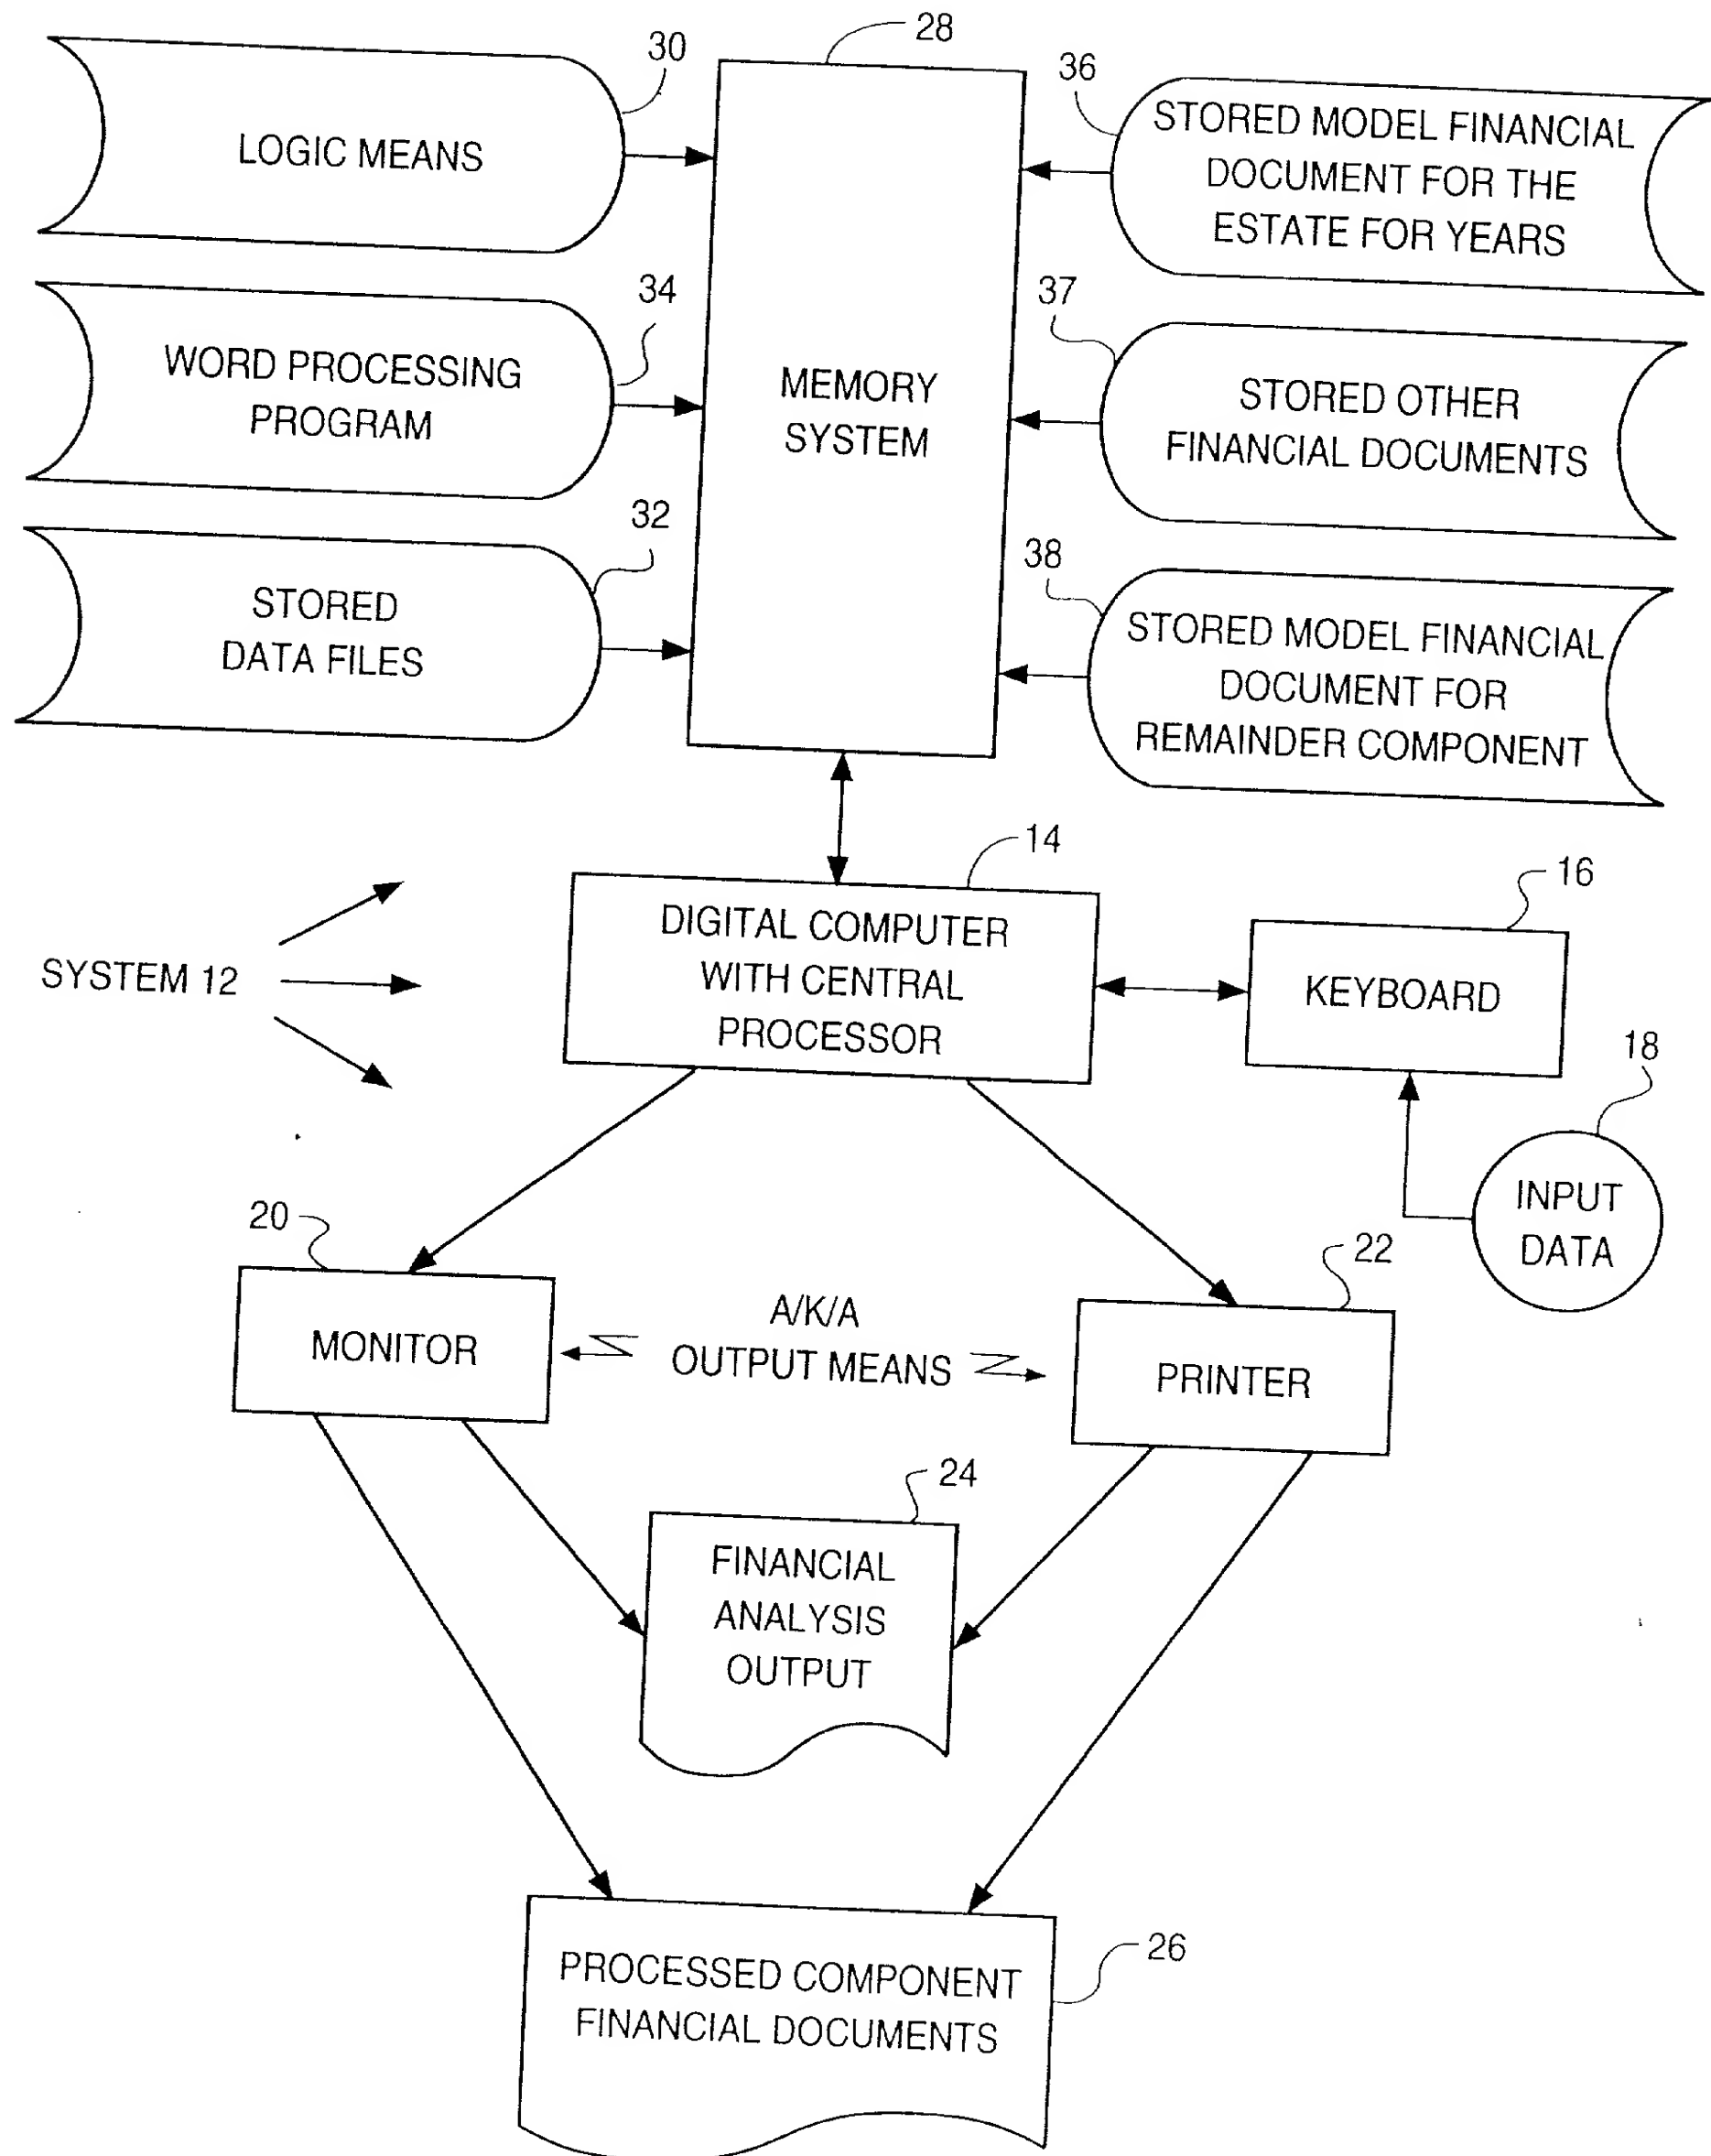 28
30
LOGIC MEANS
36
STORED MODEL FINANCIAL
DOCUMENT FOR THE
ESTATE FOR YEARS
34
WORD PROCESSING
PROGRAM
MEMORY
SYSTEM
37
STORED OTHER
FINANCIAL DOCUMENTS
32
STORED
DATA FILES
38
STORED MODEL FINANCIAL
DOCUMENT FOR
REMAINDER COMPONENT
14
DIGITAL COMPUTER
WITH CENTRAL
PROCESSOR
16
KEYBOARD
SYSTEM 12
18
INPUT
DATA
20
MONITOR
A/K/A
OUTPUT MEANS
22
PRINTER
24
FINANCIAL
ANALYSIS
OUTPUT
26
PROCESSED COMPONENT
FINANCIAL DOCUMENTS